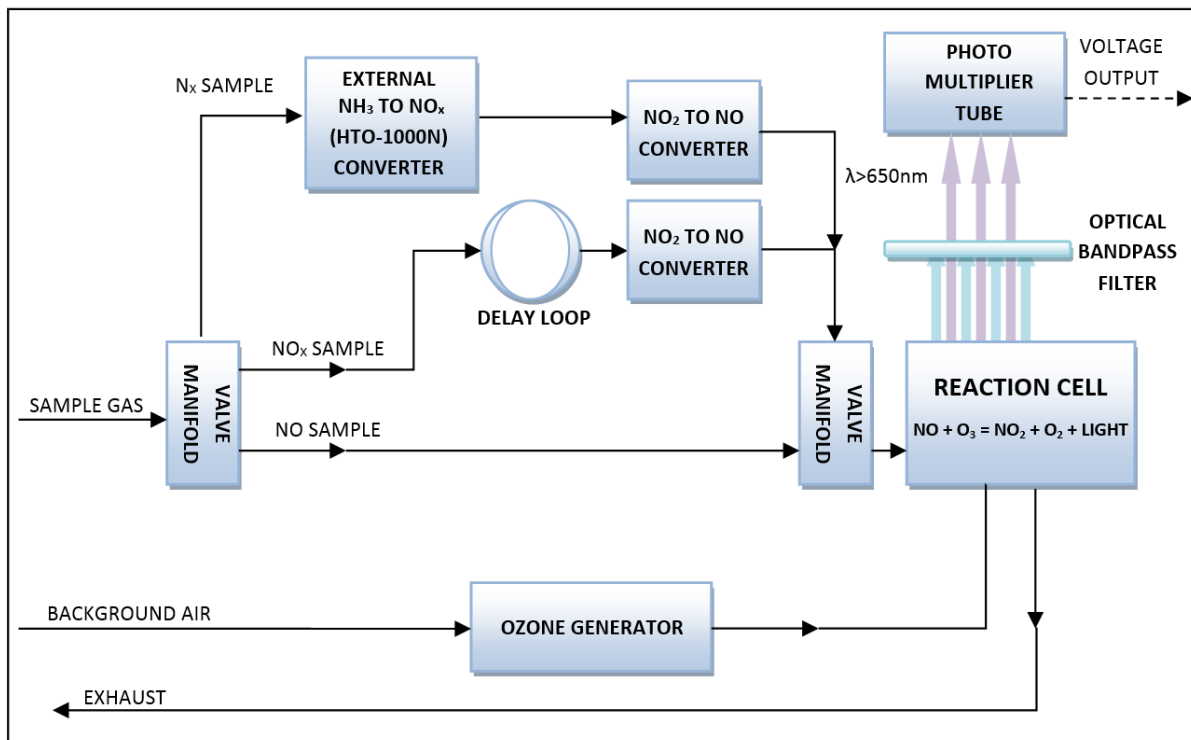 Nₓ SAMPLE
EXTERNAL
NH₃ TO NOₓ
(HTO-1000N)
CONVERTER
NO₂ TO NO
CONVERTER
PHOTO
MULTIPLIER
TUBE
VOLTAGE
OUTPUT
λ>650nm
DELAY LOOP
NO₂ TO NO
CONVERTER
OPTICAL
BANDPASS
FILTER
SAMPLE GAS
VALVE
MANIFOLD
NOₓ SAMPLE
NO SAMPLE
VALVE
MANIFOLD
REACTION CELL
NO + O₃ = NO₂ + O₂ + LIGHT
BACKGROUND AIR
OZONE GENERATOR
EXHAUST